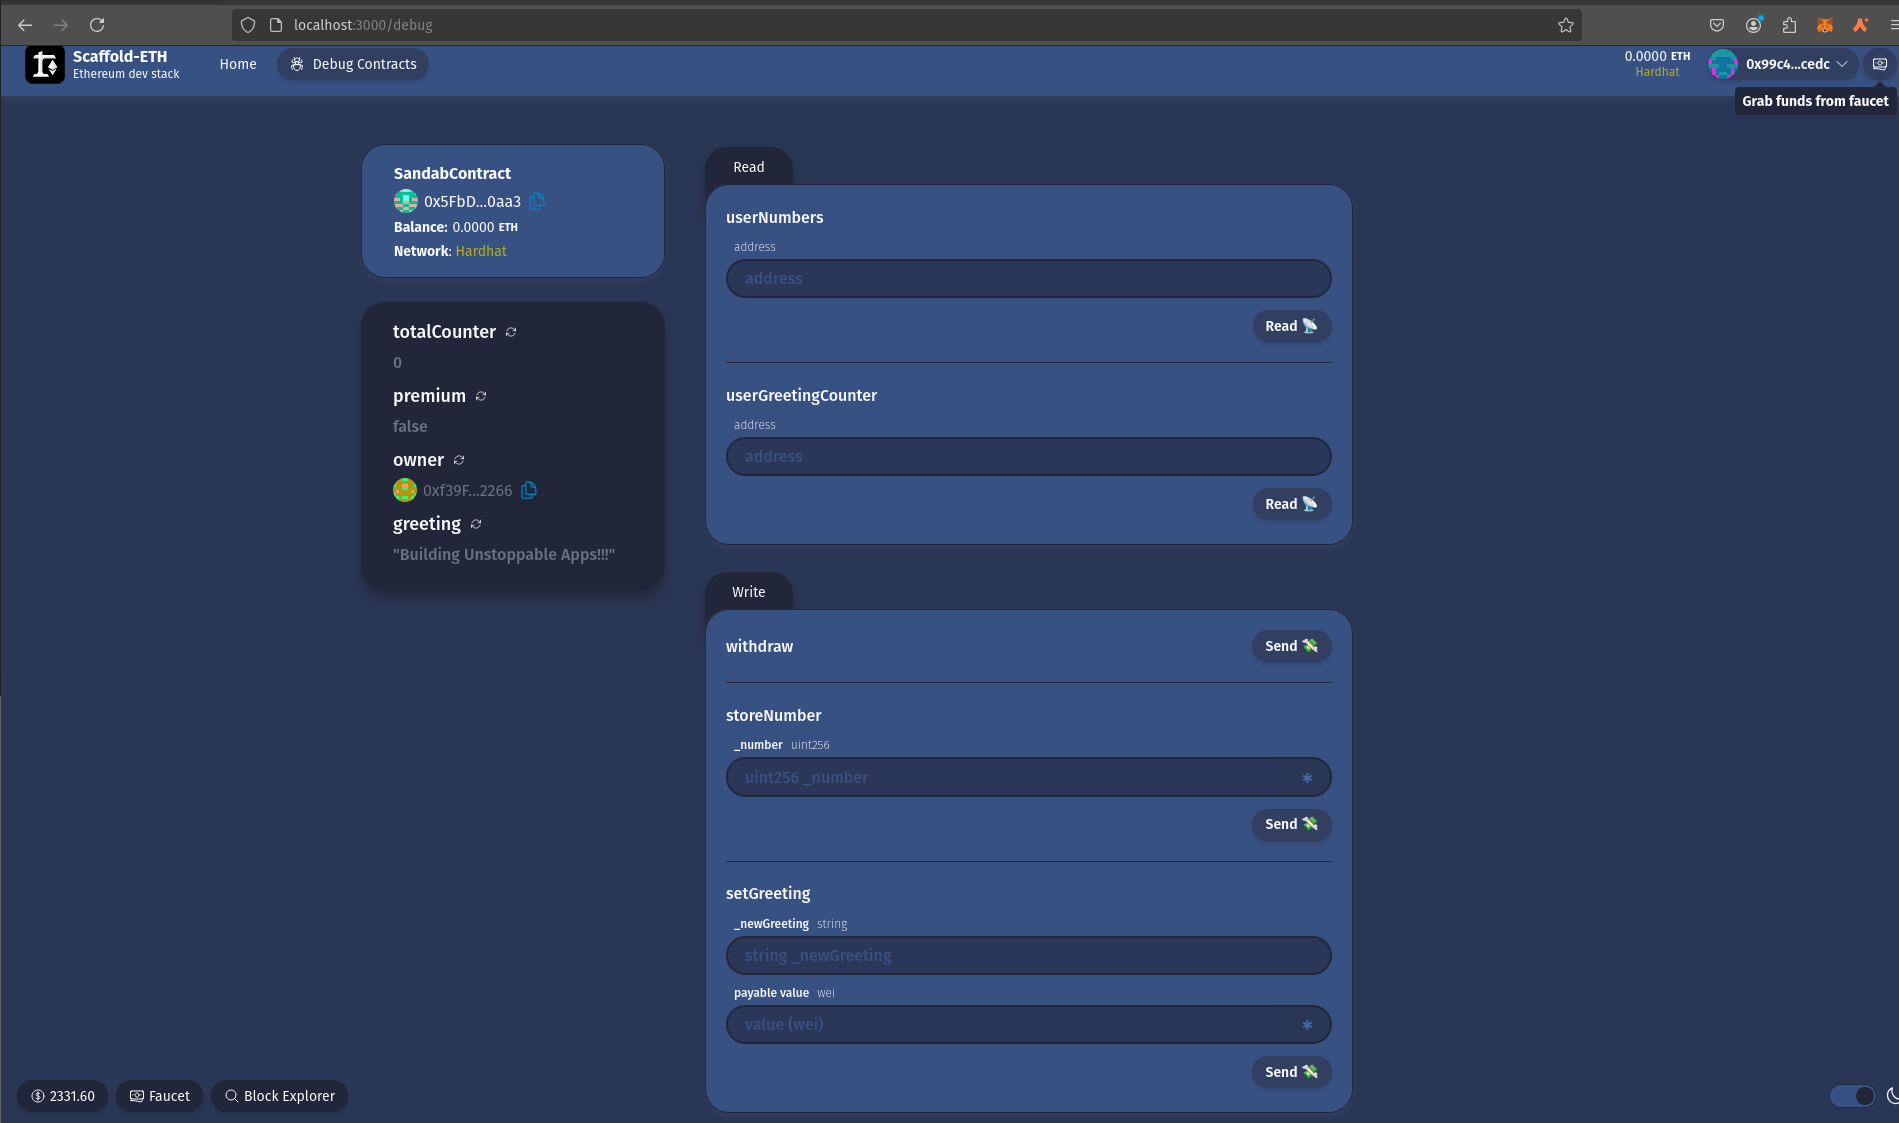 localhost:3000/debug
Scaffold-ETH
Ethereum dev stack
Home
Debug Contracts
0.0000 ETH
Hardhat
0x99c4...cedc
Grab funds from faucet
SandabContract
0x5FbD...0aa3
Balance: 0.0000 ETH
Network: Hardhat
totalCounter
0
premium
false
owner
0xf39F...2266
greeting
"Building Unstoppable Apps!!!"
Read
userNumbers
address
address
Read
userGreetingCounter
address
address
Read
Write
withdraw
Send
storeNumber
_number uint256
uint256 _number
*
Send
setGreeting
_newGreeting string
string _newGreeting
payable value wei
value (wei)
*
Send
2331.60
Faucet
Block Explorer